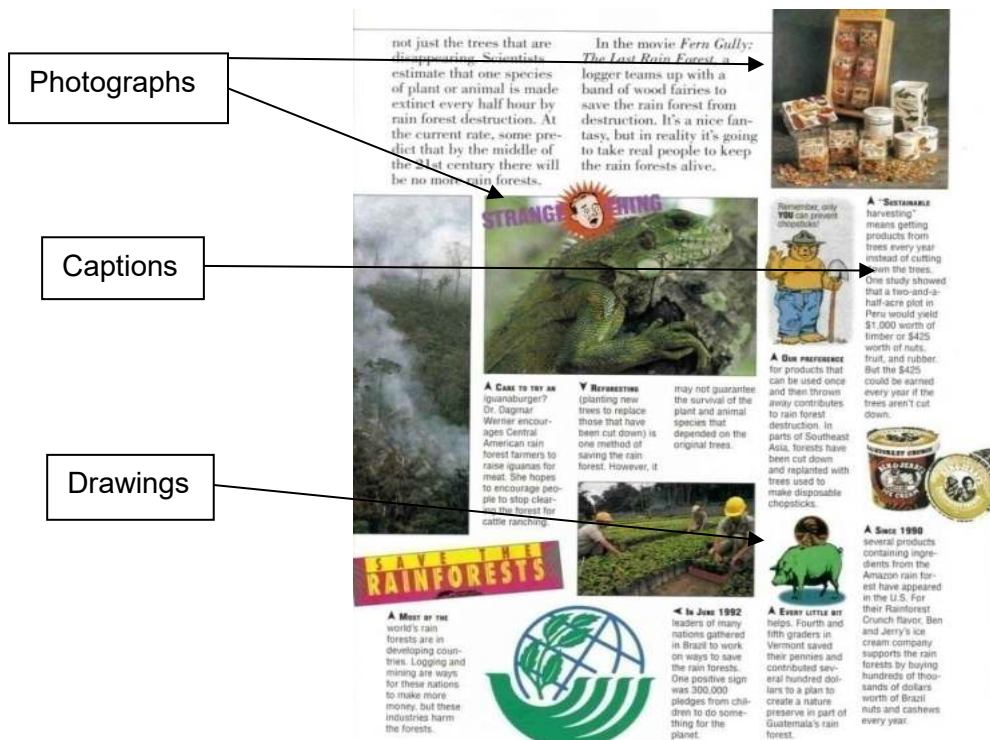 Photographs
Captions
Drawings
not just the trees that are
disappearing. Scientists
estimate that one species
of plant or animal is made
extinct every half hour by
rain forest destruction. At
the current rate, some pre-
dict that by the middle of
the 21st century there will
be no more rain forests.
In the movie Fern Gully:
The Last Rain Forest, a
logger teams up with a
band of wood fairies to
save the rain forest from
destruction. It's a nice fan-
tasy, but in reality it's going
to take real people to keep
the rain forests alive.
STRANGE
CARE TO TRY AN
iguanaburger?
Dr. Dagmar
Werner encour-
ages Central
American rain
forest farmers to
raise iguanas for
meat. She hopes
to encourage peo-
ple to stop clear-
ing the forest for
cattle ranching.
REFORESTING
(planting new
trees to replace
those that have
been cut down) is
one method of
saving the rain
forest. However, it
may not guarantee
the survival of the
plant and animal
species that
depended on the
original trees.
Remember, only
YOU can prevent
chopsticks!
OUR PREFERENCE
for products that
can be used once
and then thrown
away contributes
to rain forest
destruction. In
parts of Southeast
Asia, forests have
been cut down
and replanted with
trees used to
make disposable
chopsticks.
"SUSTAINABLE
harvesting"
means getting
products from
trees every year
instead of cutting
down the trees.
One study showed
that a two-and-a-
half-acre plot in
Peru would yield
$1,000 worth of
timber or $425
worth of nuts,
fruit, and rubber.
But the $425
could be earned
every year if the
trees aren't cut
down.
RAINFOREST CRUNCH
BEN & JERRY'S
ICE CREAM
SAVE THE
RAINFORESTS
MOST OF THE
world's rain
forests are in
developing coun-
tries. Logging and
mining are ways
for these nations
to make more
money, but these
industries harm
the forests.
IN JUNE 1992
leaders of many
nations gathered
in Brazil to work
on ways to save
the rain forests.
One positive sign
was 300,000
pledges from chil-
dren to do some-
thing for the
planet.
EVERY LITTLE BIT
helps. Fourth and
fifth graders in
Vermont saved
their pennies and
contributed sev-
eral hundred dol-
lars to a plan to
create a nature
preserve in part of
Guatemala's rain
forest.
SINCE 1990
several products
containing ingre-
dients from the
Amazon rain for-
est have appeared
in the U.S. For
their Rainforest
Crunch flavor, Ben
and Jerry's ice
cream company
supports the rain
forests by buying
hundreds of thou-
sands of dollars
worth of Brazil
nuts and cashews
every year.